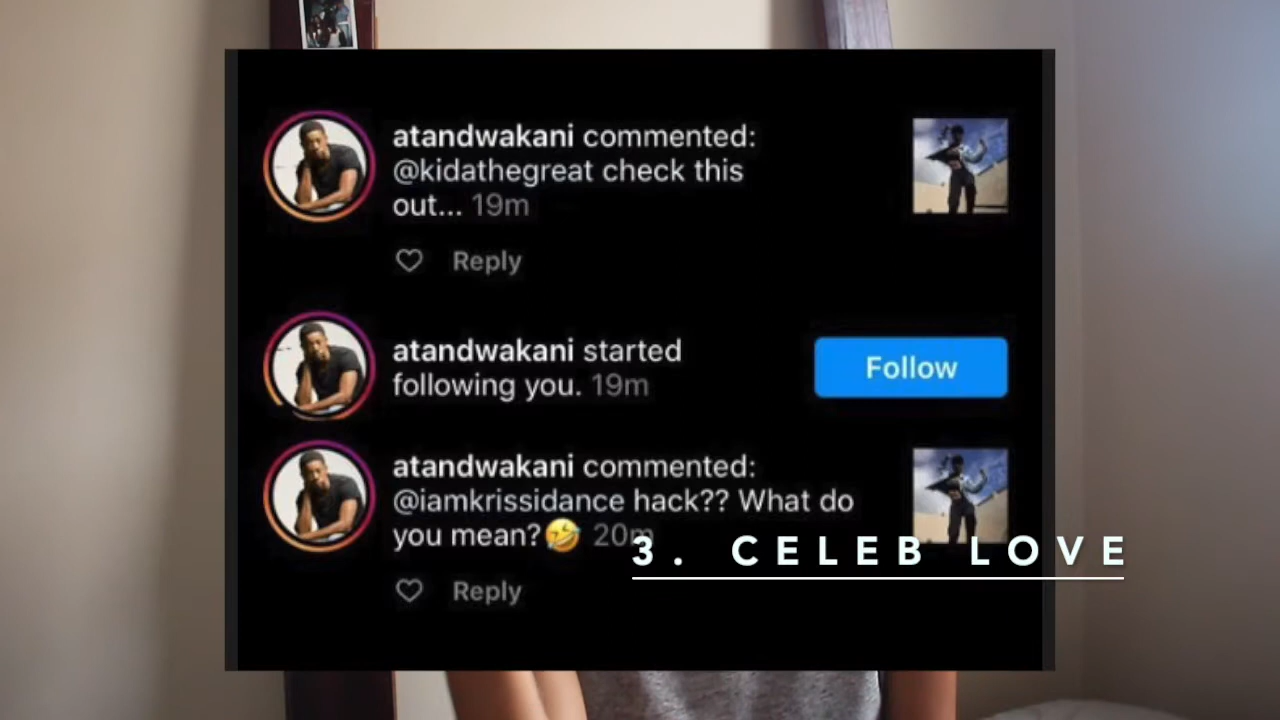 atandwakani commented:
@kidathegreat check this
out... 19m
Reply
atandwakani started
following you. 19m
Follow
atandwakani commented:
@iamkrissidance hack?? What do
you mean?🤣 20m
3. CELEB LOVE
Reply